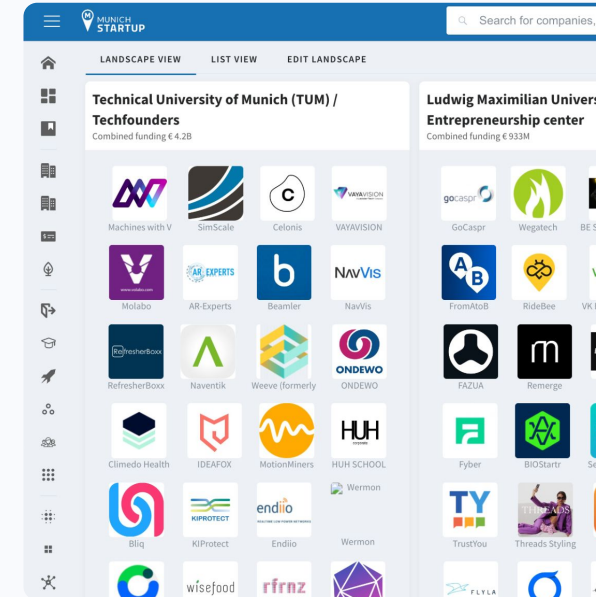 MUNICH
STARTUP
Search for companies,
LANDSCAPE VIEW LIST VIEW EDIT LANDSCAPE
Technical University of Munich (TUM) /
Techfounders
Combined funding € 4.2B
Ludwig Maximilian Univers
Entrepreneurship center
Combined funding € 933M
C
VAYAVISION
gocaspr
Machines with V SimScale Celonis VAYAVISION GoCaspr Wegatech BE S
www.molabo.com
AR EXPERTS
b
NAVVIS
A B
Molabo AR-Experts Beamler NavVis FromAtoB RideBee VK
RefresherBoxx
ONDEWO
m
RefresherBoxx Naventik Weeve (formerly ONDEWO FAZUA Remerge
HUH
Climedo Health IDEAFOX MotionMiners HUH SCHOOL Fyber BIOStartr Se
KIPROTECT
endiio
Wermon
TY
THREADS
Bliq KIProtect Endiio Wermon TrustYou Threads Styling
wisefood
rfrnz
FLYLA